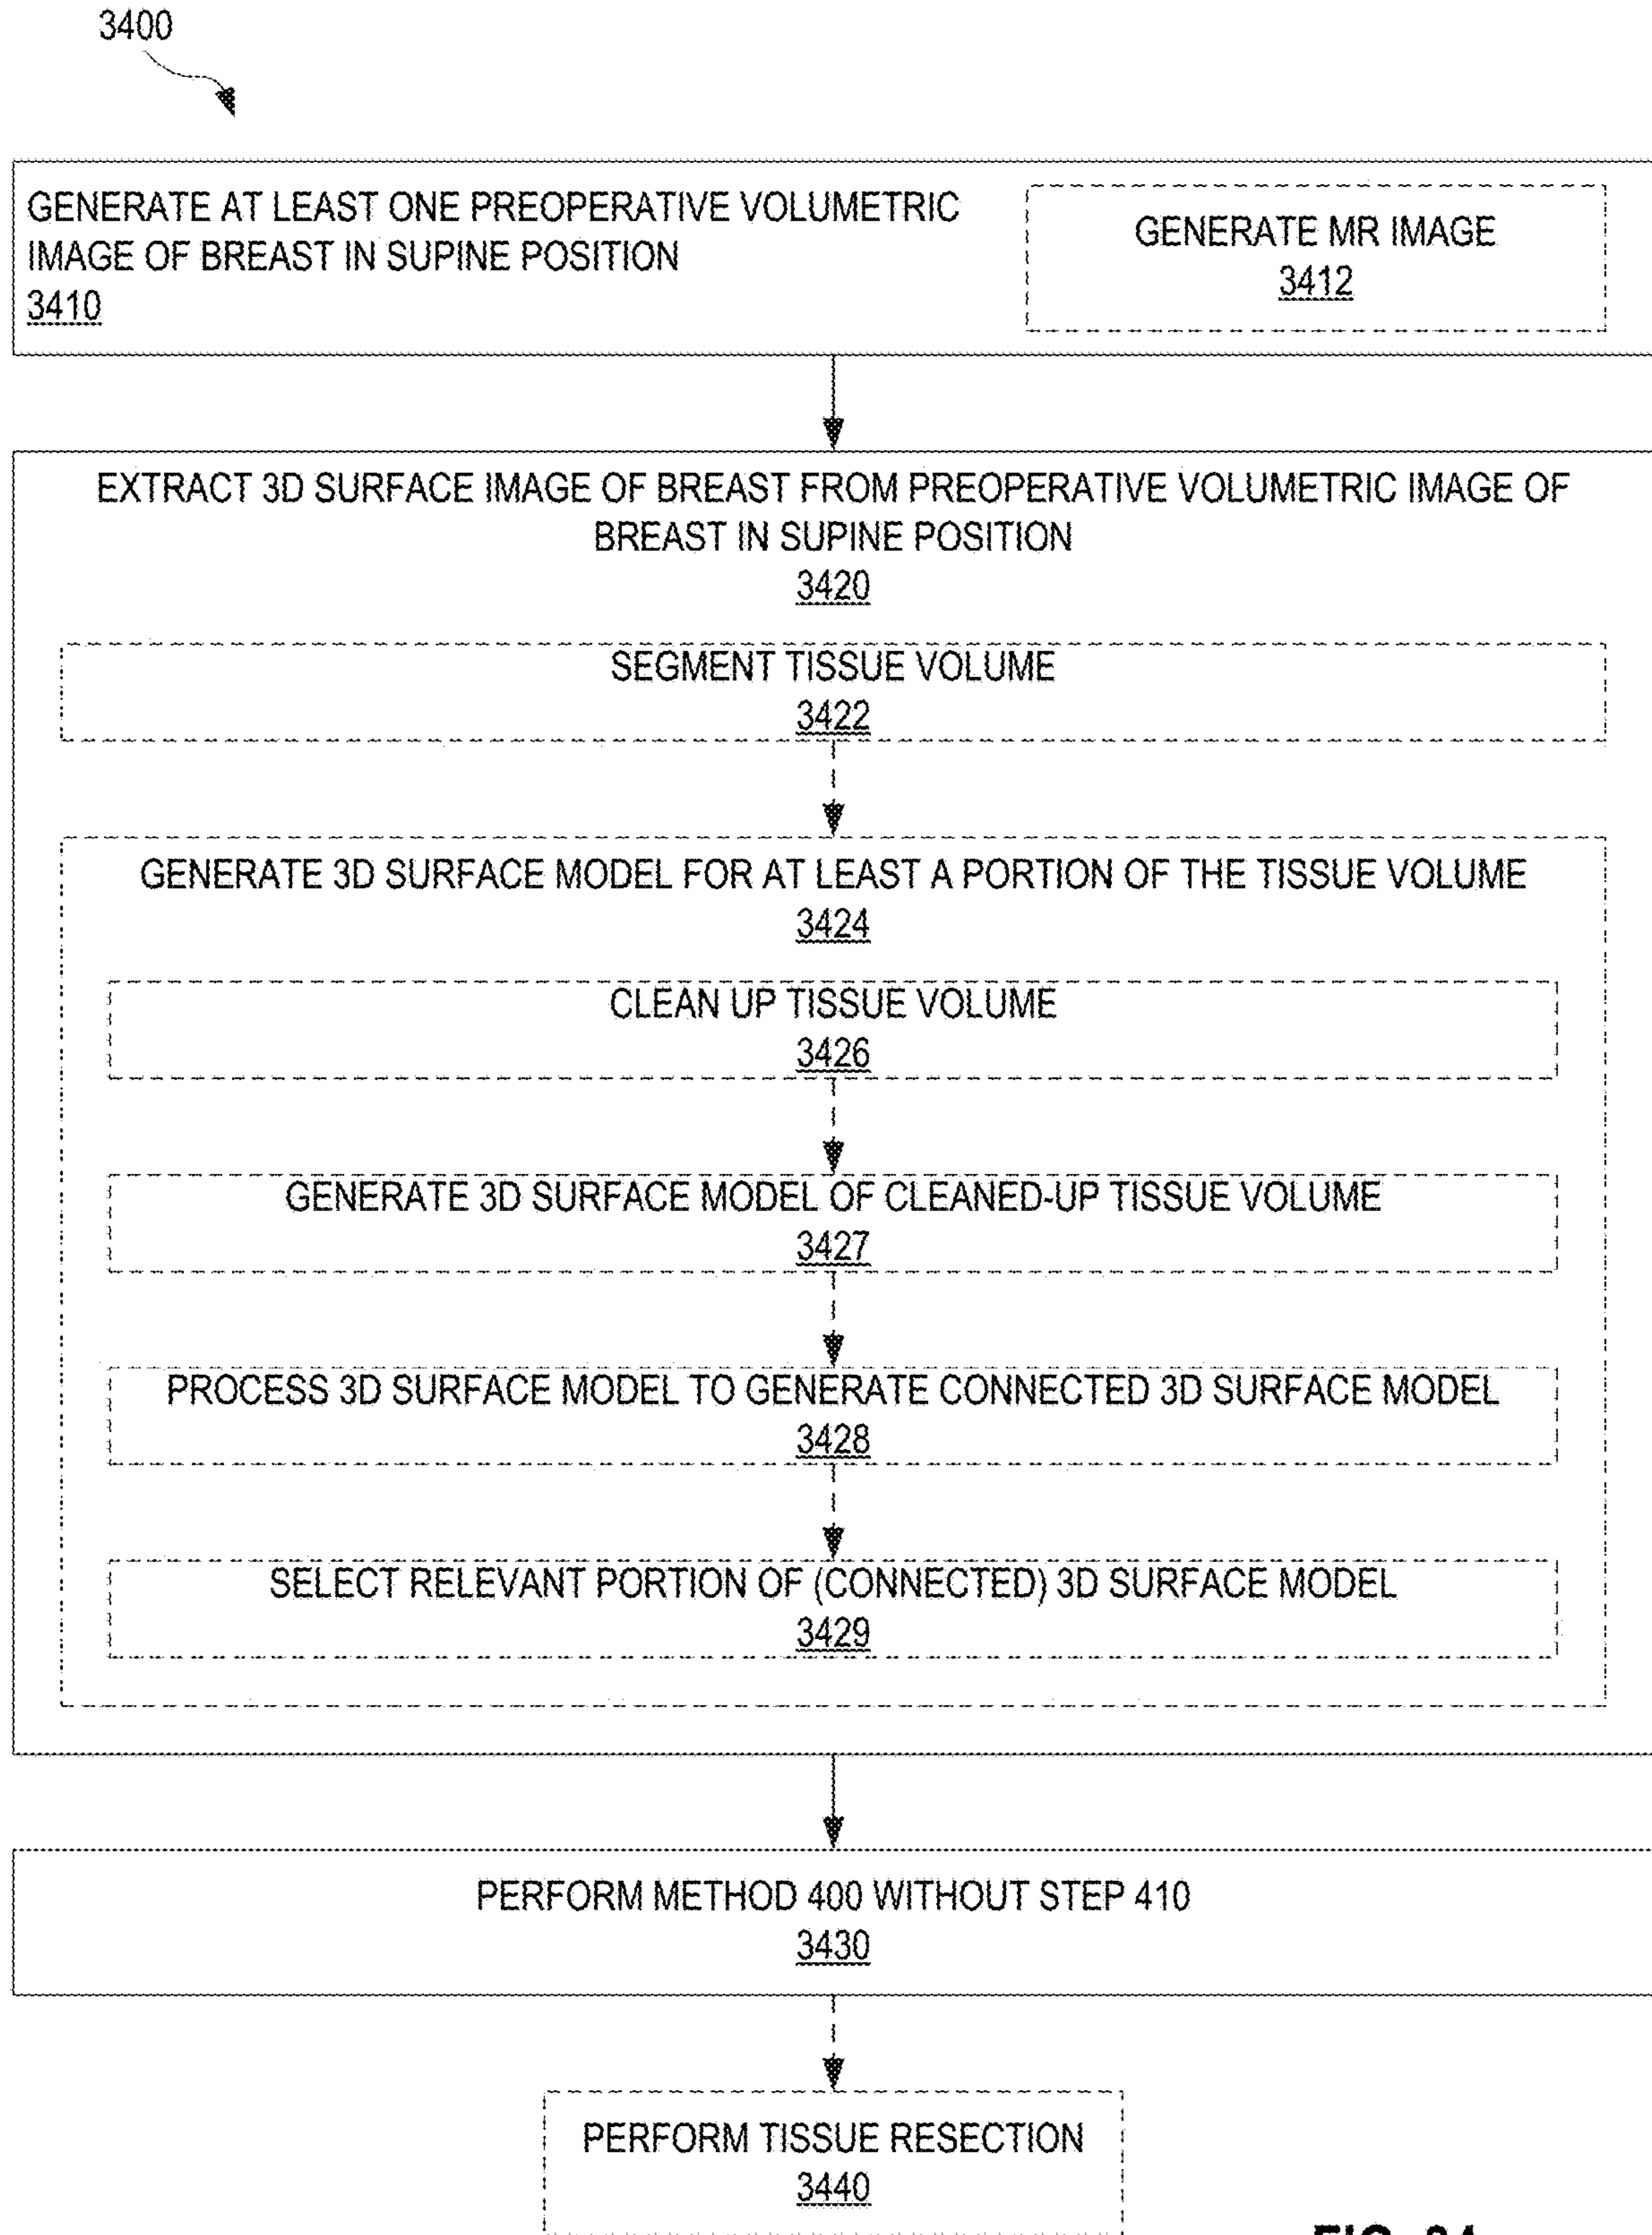 3400
GENERATE AT LEAST ONE PREOPERATIVE VOLUMETRIC
IMAGE OF BREAST IN SUPINE POSITION
3410
GENERATE MR IMAGE
3412
EXTRACT 3D SURFACE IMAGE OF BREAST FROM PREOPERATIVE VOLUMETRIC IMAGE OF
BREAST IN SUPINE POSITION
3420
SEGMENT TISSUE VOLUME
3422
GENERATE 3D SURFACE MODEL FOR AT LEAST A PORTION OF THE TISSUE VOLUME
3424
CLEAN UP TISSUE VOLUME
3426
GENERATE 3D SURFACE MODEL OF CLEANED-UP TISSUE VOLUME
3427
PROCESS 3D SURFACE MODEL TO GENERATE CONNECTED 3D SURFACE MODEL
3428
SELECT RELEVANT PORTION OF (CONNECTED) 3D SURFACE MODEL
3429
PERFORM METHOD 400 WITHOUT STEP 410
3430
PERFORM TISSUE RESECTION
3440